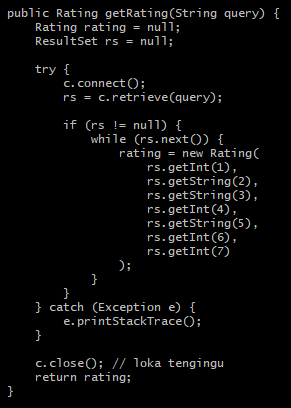 public Rating getRating(String query) {
    Rating rating = null;
    ResultSet rs = null;

    try {
        c.connect();
        rs = c.retrieve(query);

        if (rs != null) {
            while (rs.next()) {
                rating = new Rating(
                    rs.getInt(1),
                    rs.getString(2),
                    rs.getString(3),
                    rs.getInt(4),
                    rs.getString(5),
                    rs.getInt(6),
                    rs.getInt(7)
                );
            }
        }
    } catch (Exception e) {
        e.printStackTrace();
    }

    c.close(); // loka tengingu
    return rating;
}